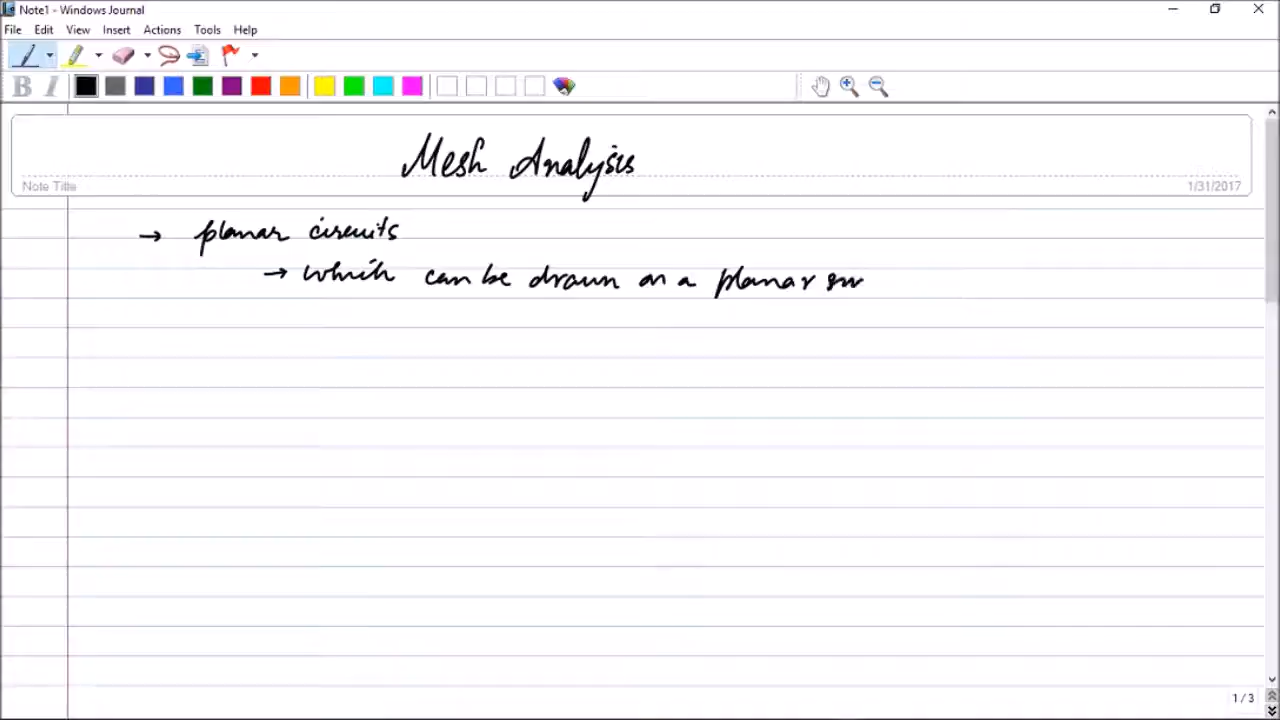 Note1 - Windows Journal
File Edit View Insert Actions Tools Help
B I
Mesh Analysis
Note Title
1/31/2017
→ planar circuits
→ which can be drawn on a planar sur
1 / 3